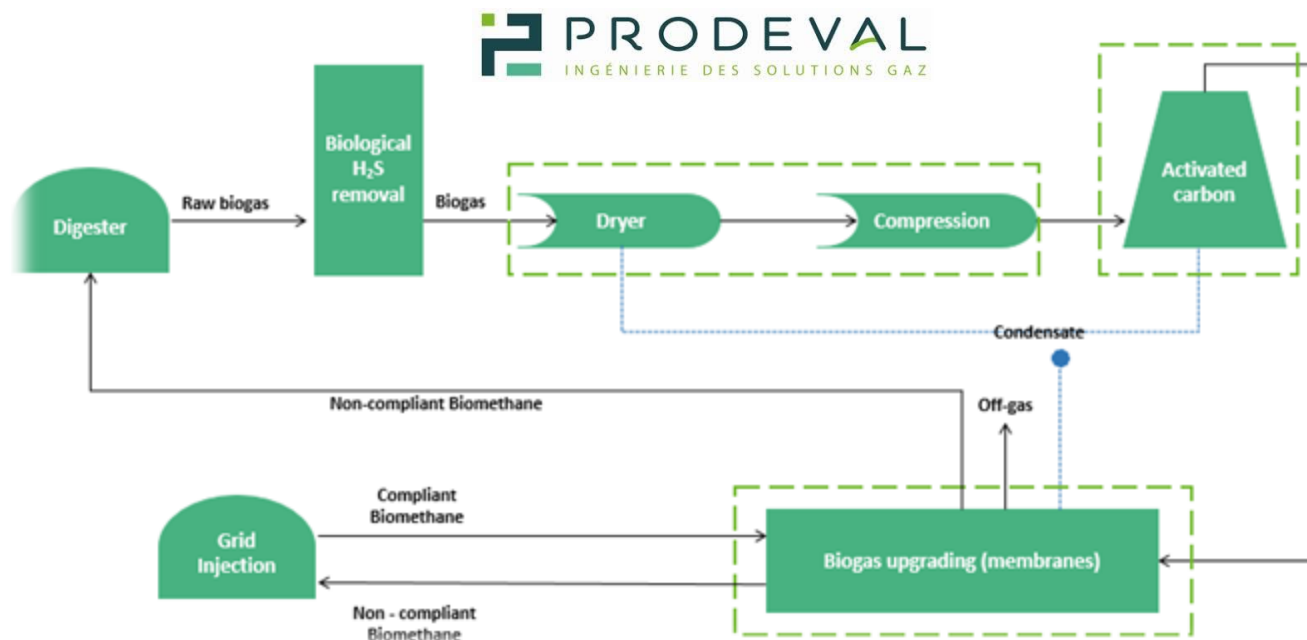 PRODEVAL
INGÉNIERIE DES SOLUTIONS GAZ
Biological
H₂S
removal
Activated
carbon
Digester
Raw biogas
Biogas
Dryer
Compression
Condensate
Non-compliant Biomethane
Off-gas
Compliant
Biomethane
Grid
Injection
Biogas upgrading (membranes)
Non - compliant
Biomethane